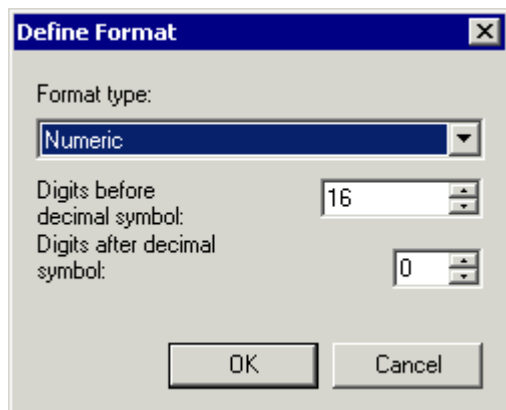 Define Format
Format type:
Numeric
Digits before
decimal symbol:
16
Digits after decimal
symbol:
0
OK
Cancel